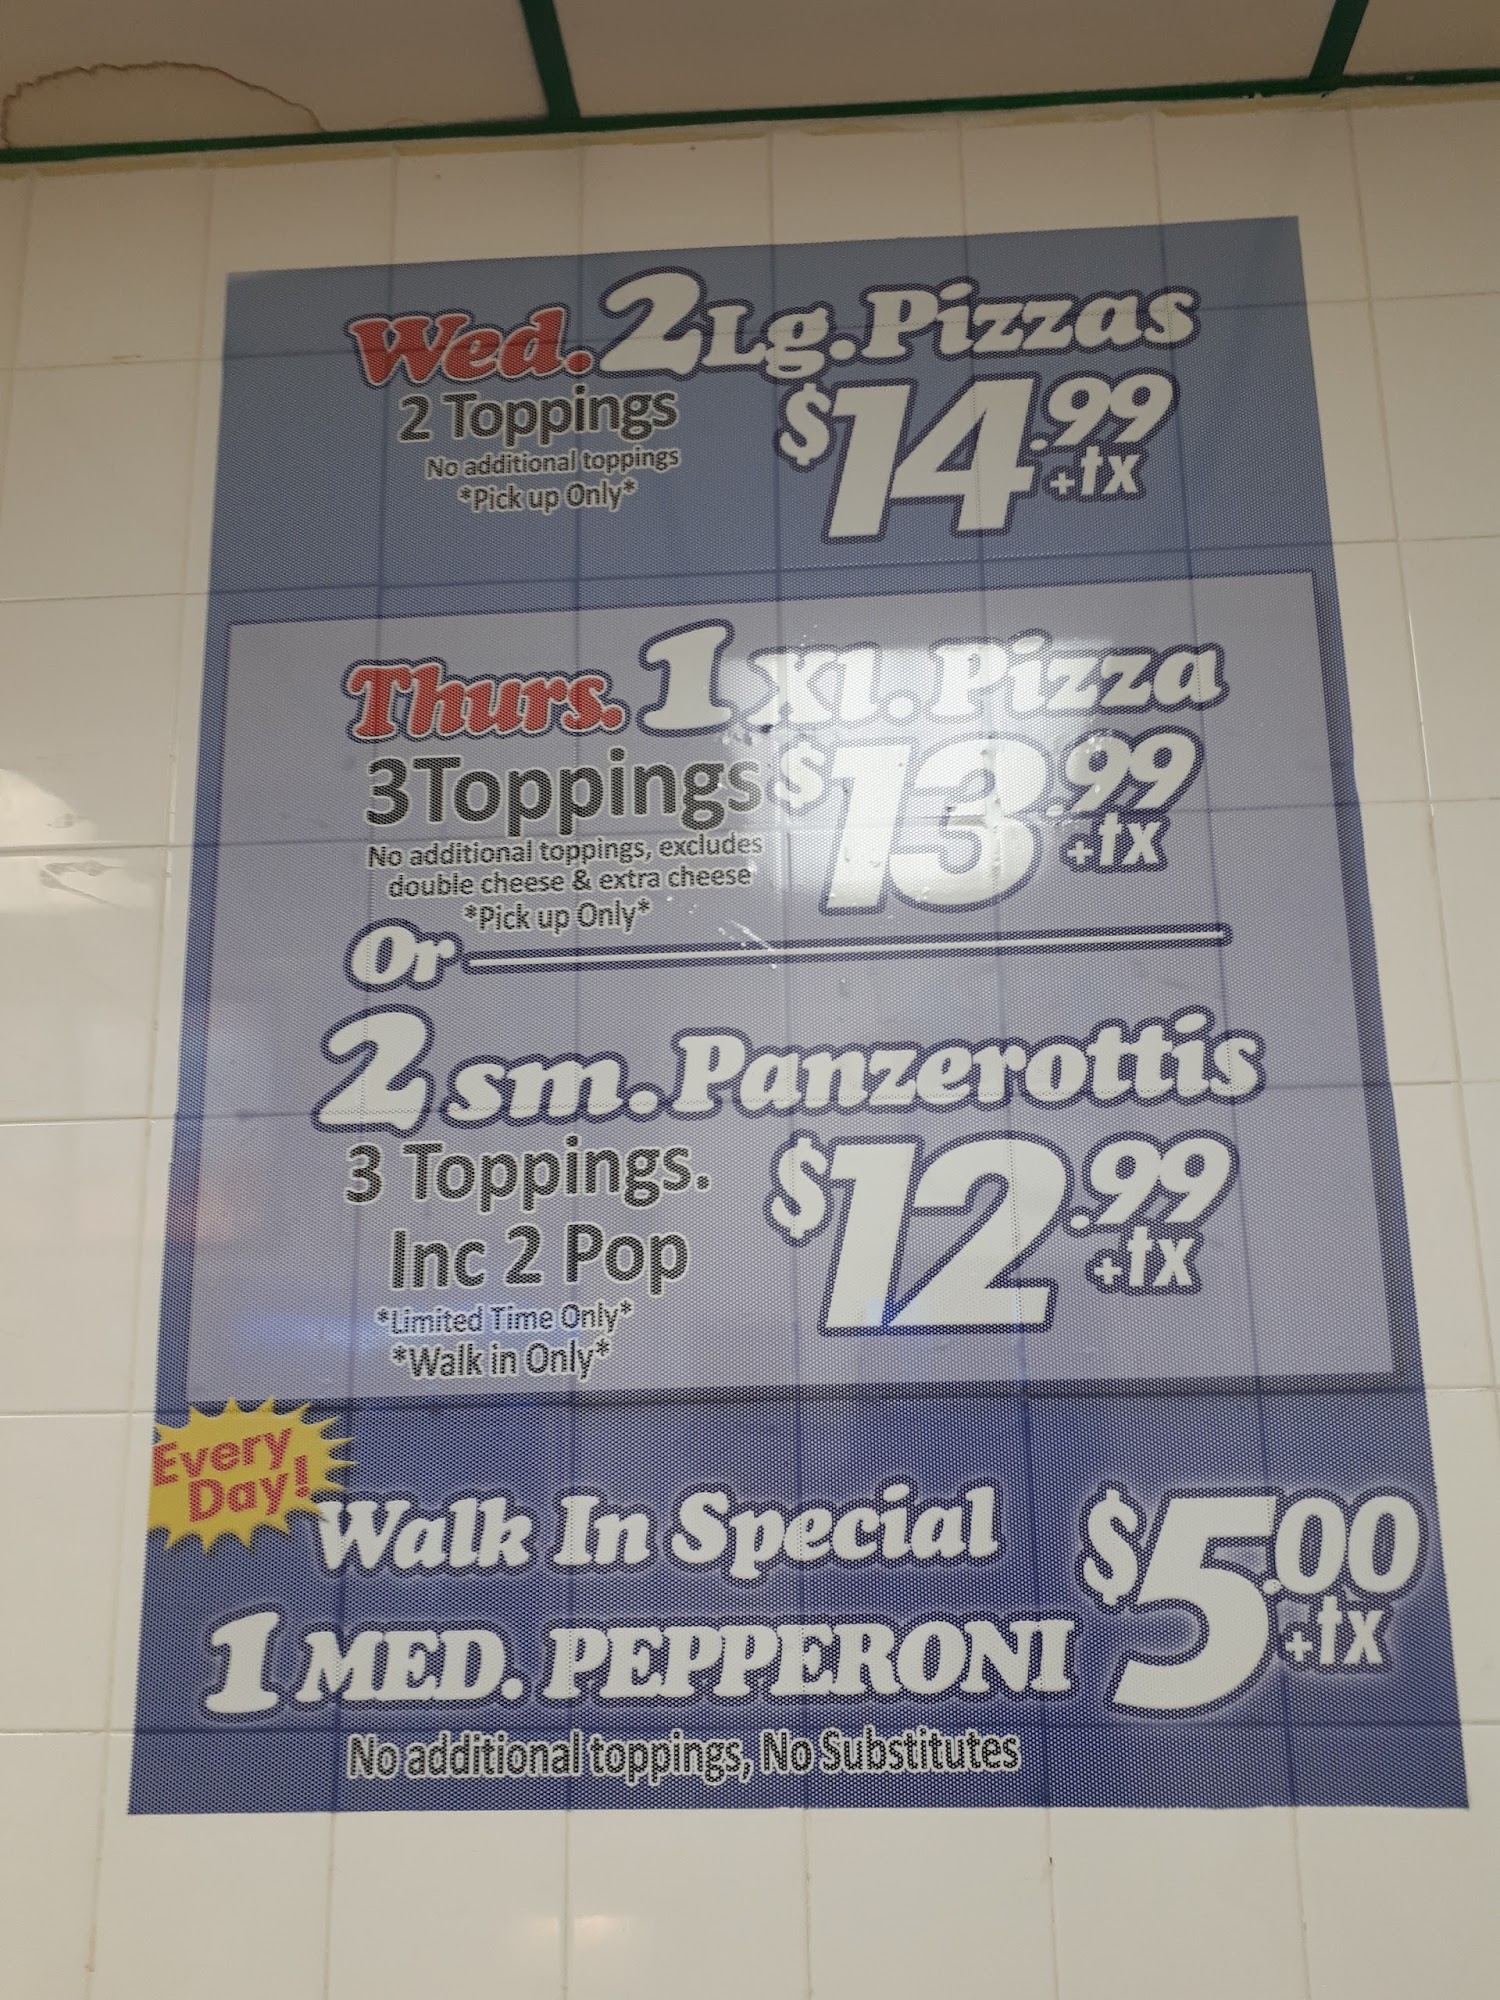 Wed. 2 Lg. Pizzas
2 Toppings
No additional toppings
*Pick up Only*
$14.99
+tx
Thurs. 1 Xl. Pizza
3 Toppings
No additional toppings, excludes
double cheese & extra cheese
*Pick up Only*
$13.99
+tx
Or
2 sm. Panzerottis
3 Toppings.
Inc 2 Pop
*Limited Time Only*
*Walk in Only*
$12.99
+tx
Every
Day!
Walk In Special
1 MED. PEPPERONI
$5.00
+tx
No additional toppings, No Substitutes